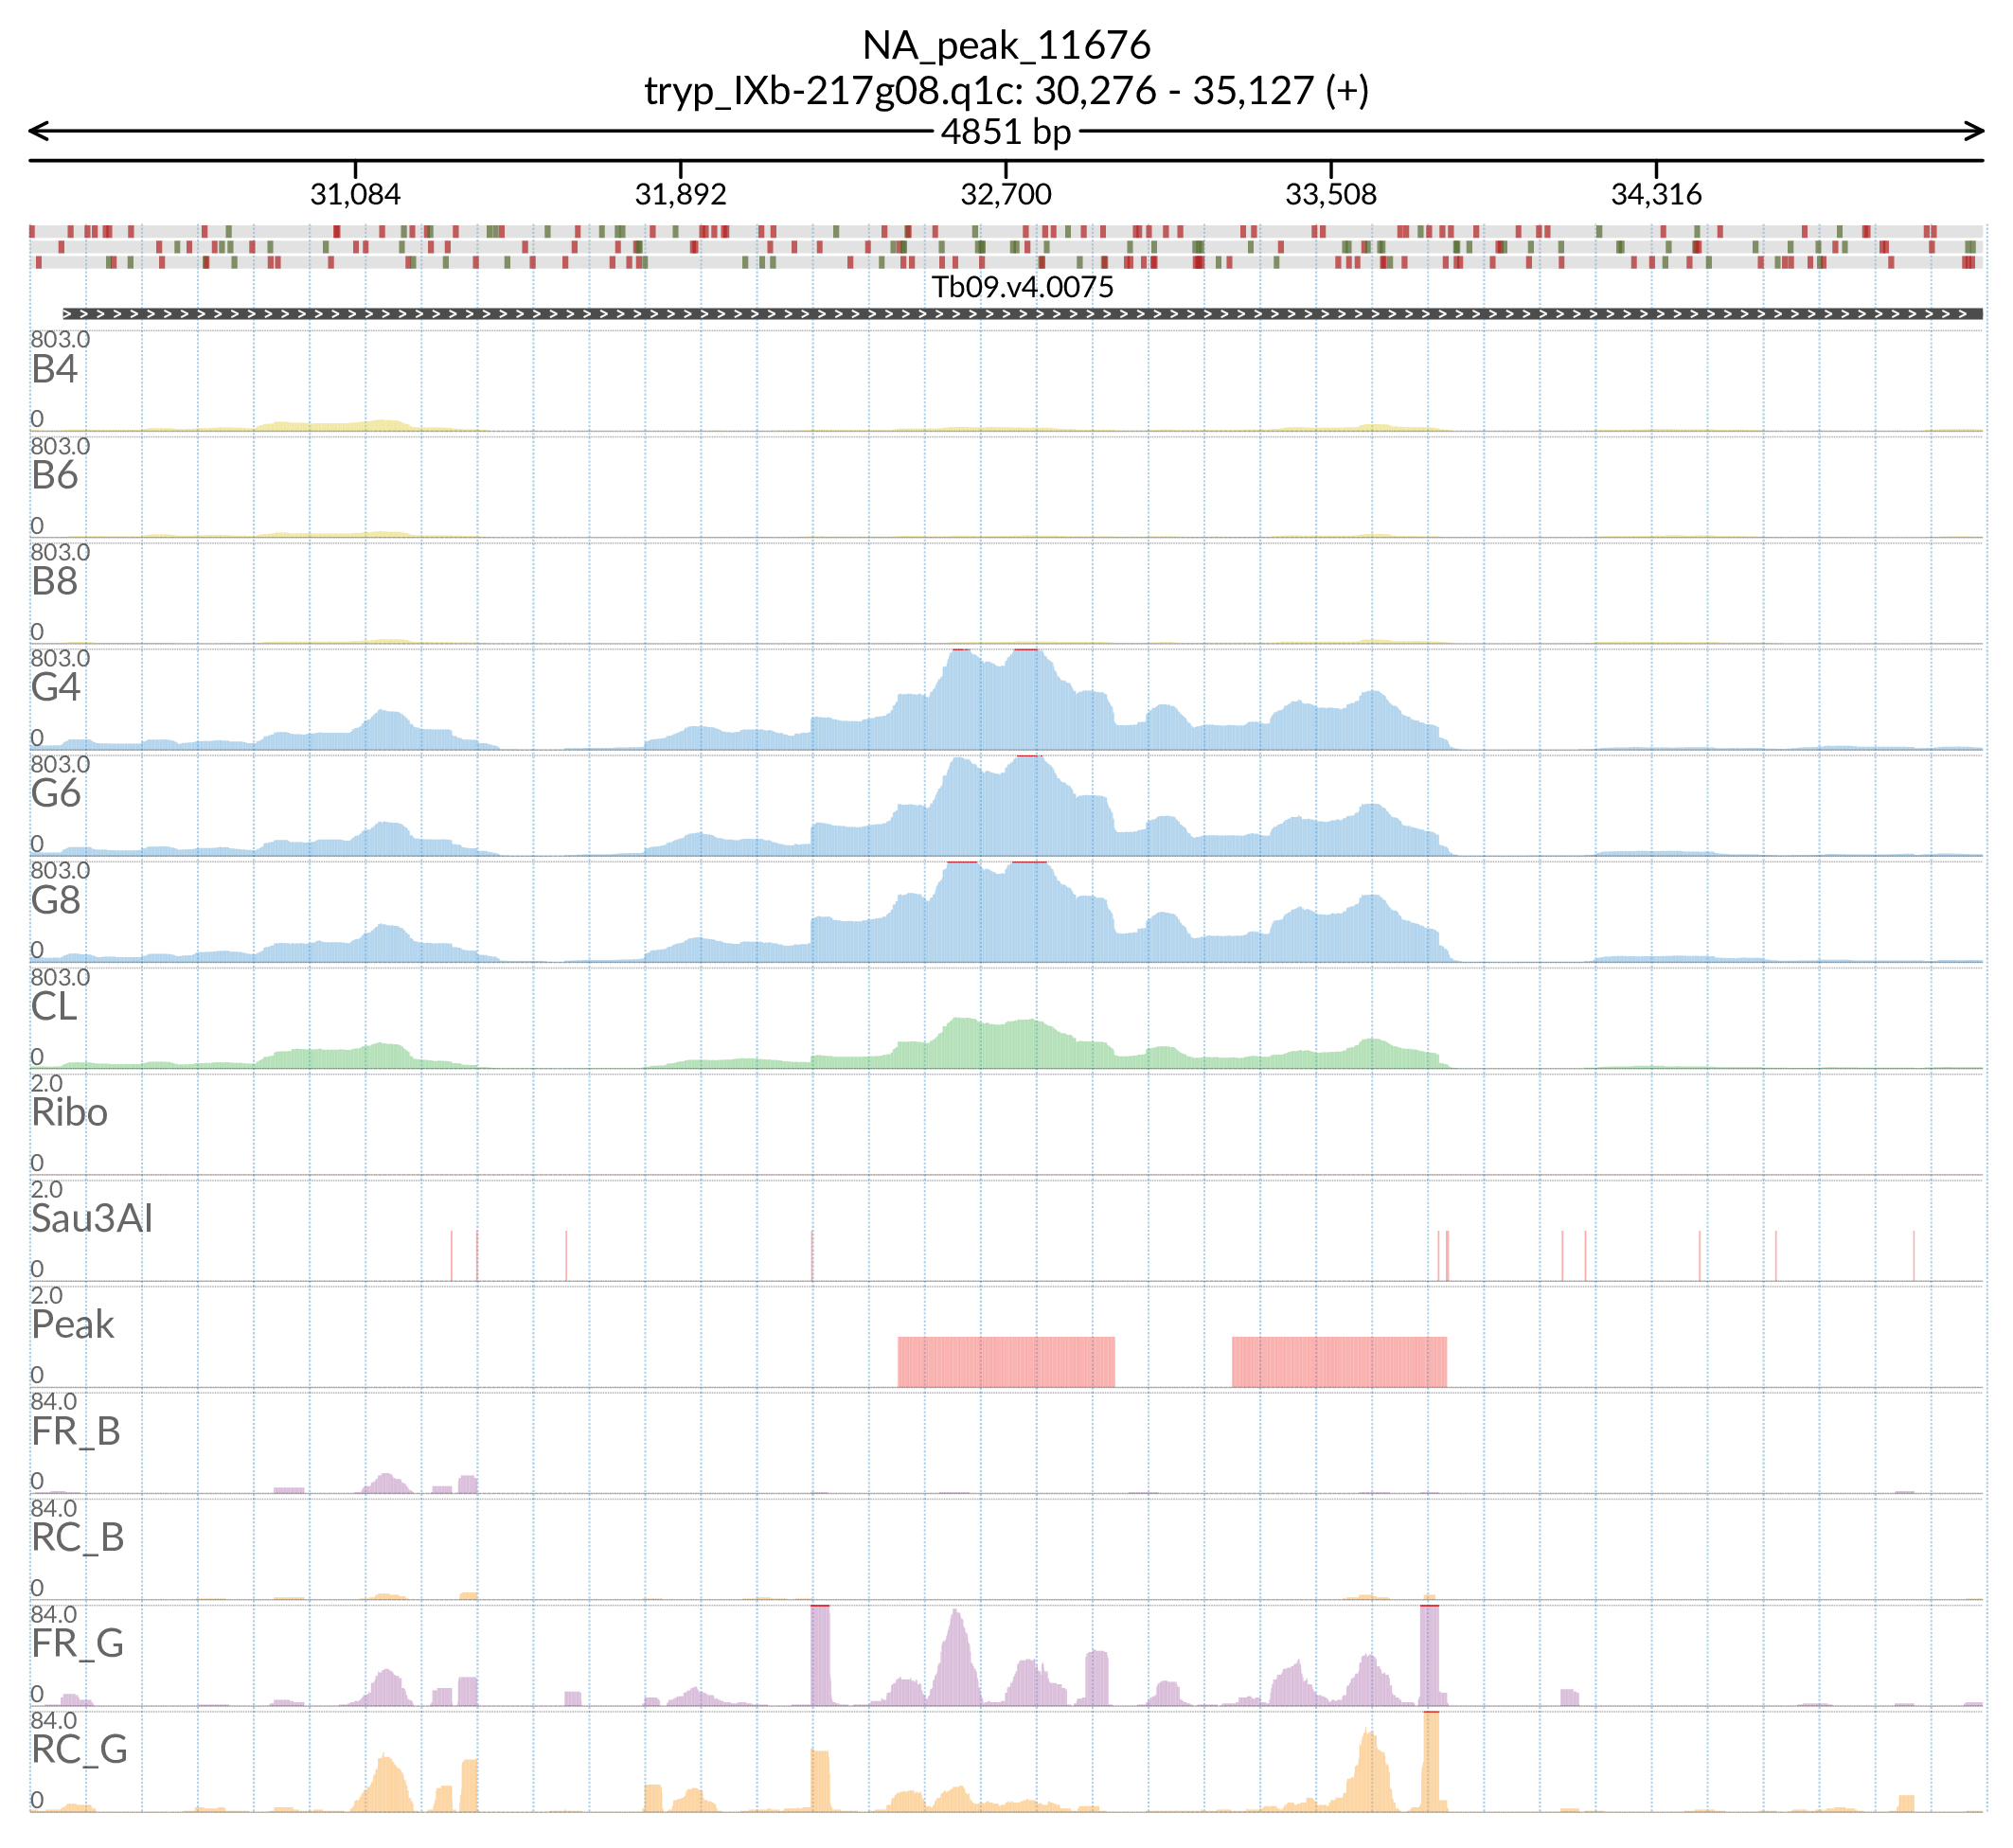 NA_peak_11676
tryp_IXb-217g08.q1c: 30,276 - 35,127 (+)
4851 bp
31,084 31,892 32,700 33,508 34,316
Tb09.v4.0075
803.0
B4
0
803.0
B6
0
803.0
B8
0
803.0
G4
0
803.0
G6
0
803.0
G8
0
803.0
CL
0
2.0
Ribo
0
2.0
Sau3AI
0
2.0
Peak
0
84.0
FR_B
0
84.0
RC_B
0
84.0
FR_G
0
84.0
RC_G
0